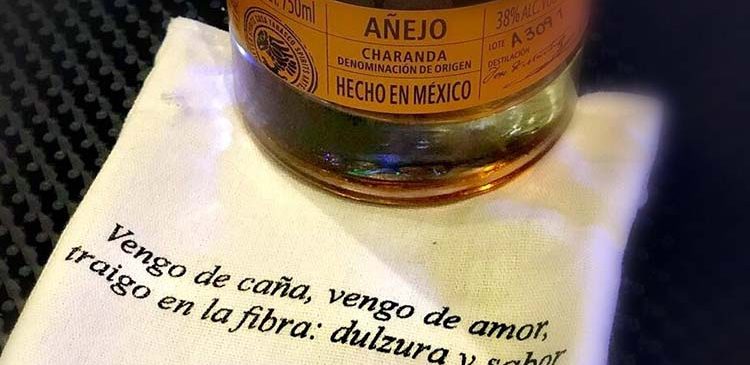 750ml
AÑEJO
CHARANDA
DENOMINACIÓN DE ORIGEN
HECHO EN MÉXICO
38% ALC.
LOTE A309
DESTILACIÓN
Vengo de caña, vengo de amor,
traigo en la fibra: dulzura y sabor